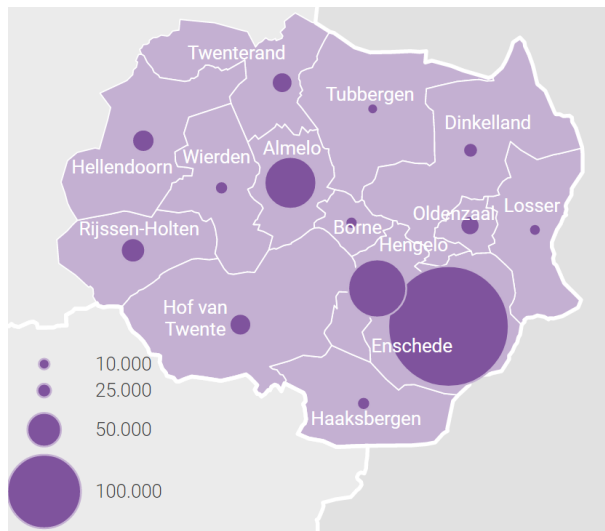 Twenterand
Tubbergen
Dinkelland
Almelo
Wierden
Hellendoorn
Losser
Oldenzaal
Borne
Rijssen-Holten
Hengelo
Hof van
Twente
Enschede
10.000
25.000
Haaksbergen
50.000
100.000